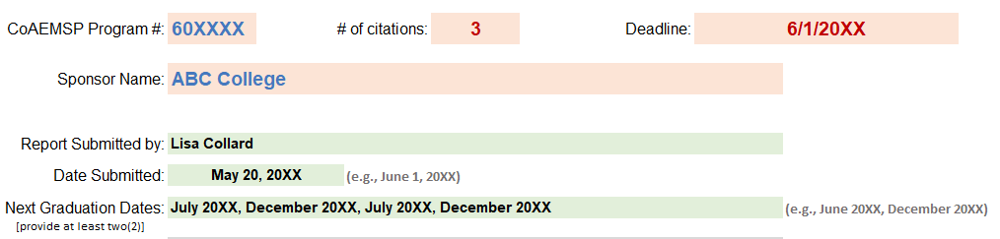 CoAEMSP Program #: 60XXXX # of citations: 3 Deadline: 6/1/20XX
Sponsor Name: ABC College
Report Submitted by: Lisa Collard
Date Submitted: May 20, 20XX (e.g., June 1, 20XX)
Next Graduation Dates: July 20XX, December 20XX, July 20XX, December 20XX (e.g., June 20XX, December 20XX)
[provide at least two(2)]